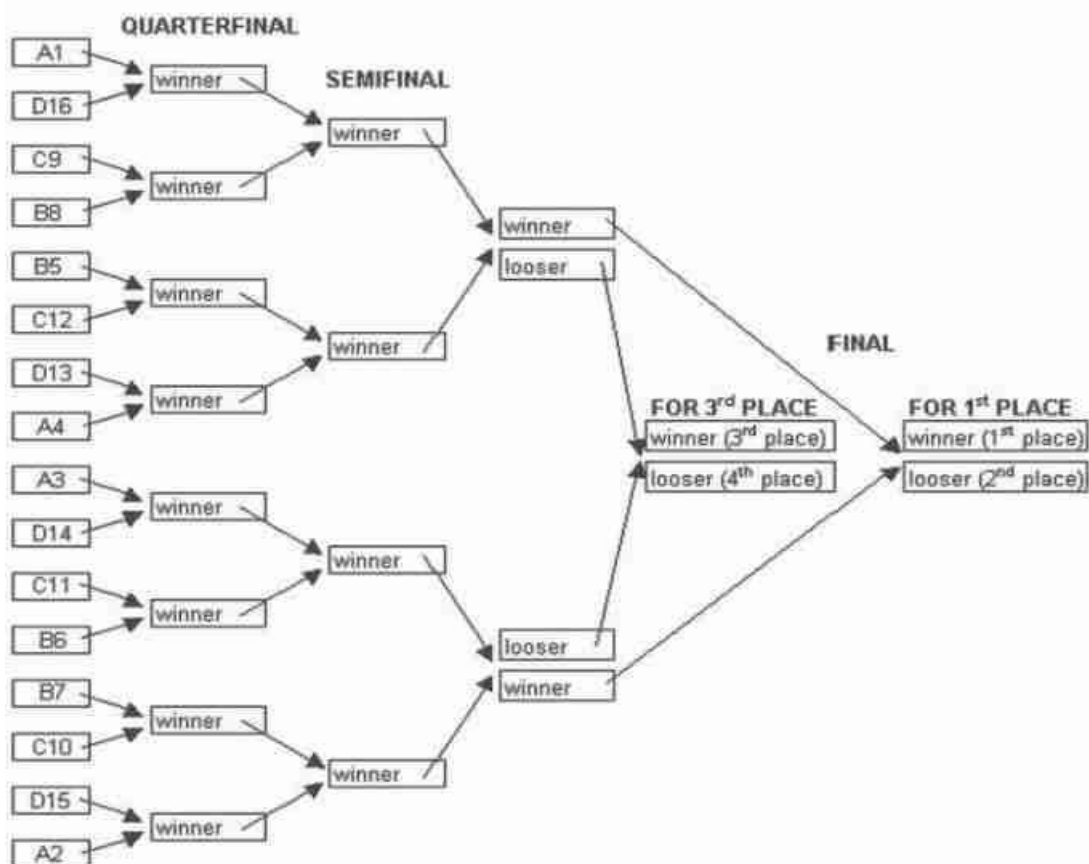 QUARTERFINAL
SEMIFINAL
FINAL
A1
D16
C9
B8
B5
C12
D13
A4
A3
D14
C11
B6
B7
C10
D15
A2
winner
winner
winner
winner
winner
winner
winner
winner
winner
winner
winner
winner
winner
looser
looser
winner
FOR 3rd PLACE
winner (3rd place)
looser (4th place)
FOR 1st PLACE
winner (1st place)
looser (2nd place)